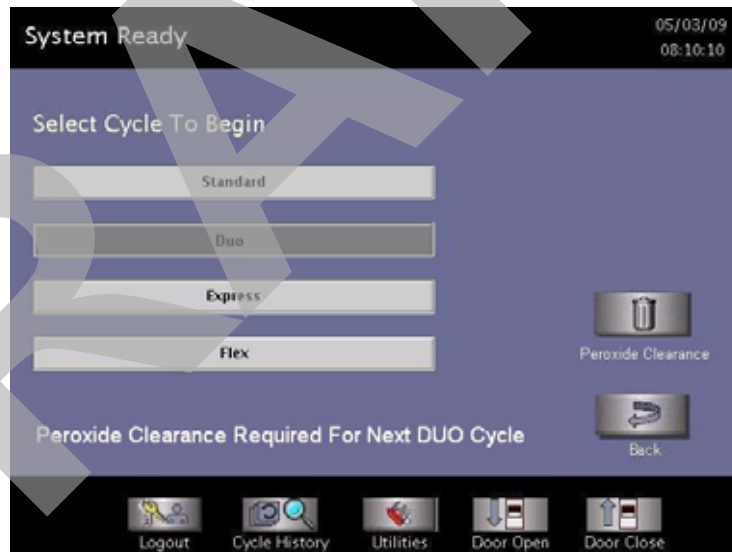 System Ready
05/03/09
08:10:10
Select Cycle To Begin
Standard
Duo
Express
Flex
Peroxide Clearance
Peroxide Clearance Required For Next DUO Cycle
Back
Logout
Cycle History
Utilities
Door Open
Door Close